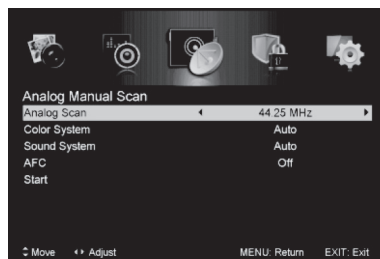 Analog Manual Scan
Analog Scan 44.25 MHz
Color System Auto
Sound System Auto
AFC Off
Start
Move Adjust MENU: Return EXIT: Exit